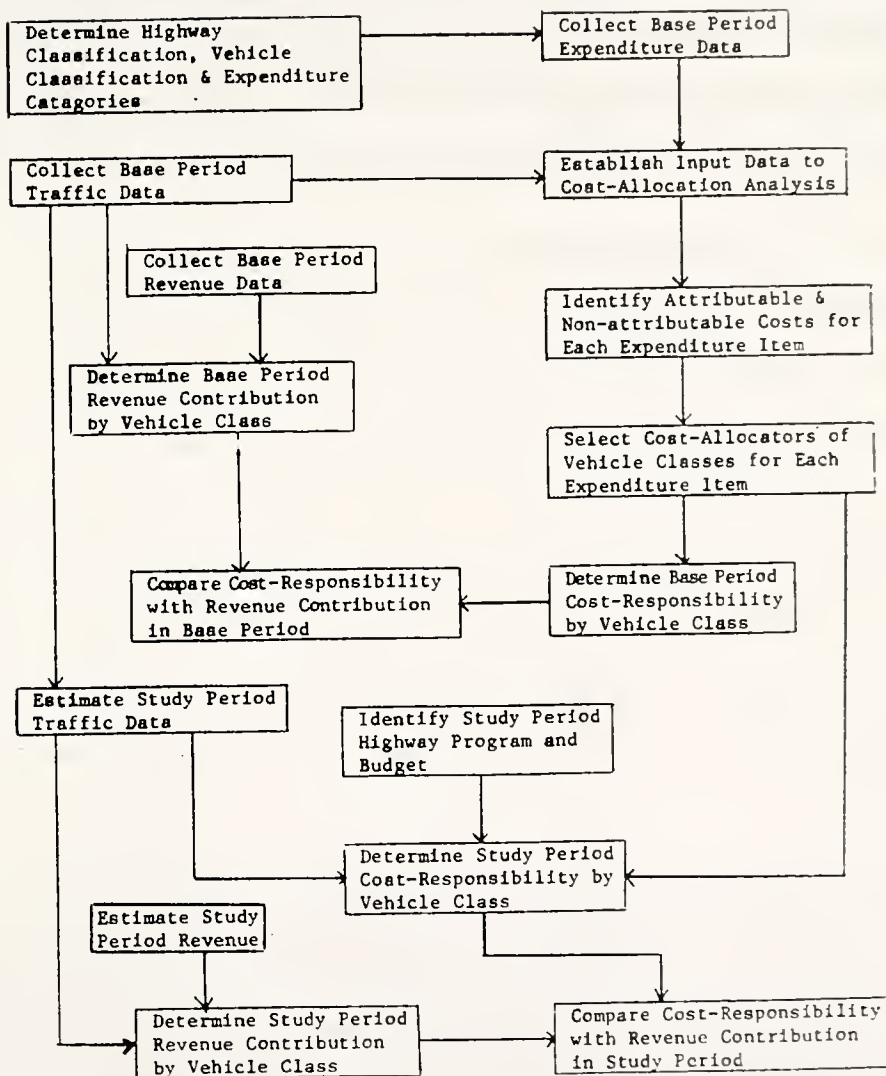 Determine Highway
Classification, Vehicle
Classification & Expenditure
Catagories
Collect Base Period
Expenditure Data
Collect Base Period
Traffic Data
Establish Input Data to
Cost-Allocation Analysis
Collect Base Period
Revenue Data
Identify Attributable &
Non-attributable Costs for
Each Expenditure Item
Determine Base Period
Revenue Contribution
by Vehicle Class
Select Cost-Allocators of
Vehicle Classes for Each
Expenditure Item
Compare Cost-Responsibility
with Revenue Contribution
in Base Period
Determine Base Period
Cost-Responsibility
by Vehicle Class
Estimate Study Period
Traffic Data
Identify Study Period
Highway Program and
Budget
Determine Study Period
Cost-Responsibility by
Vehicle Class
Estimate Study
Period Revenue
Determine Study Period
Revenue Contribution
by Vehicle Class
Compare Cost-Responsibility
with Revenue Contribution
in Study Period